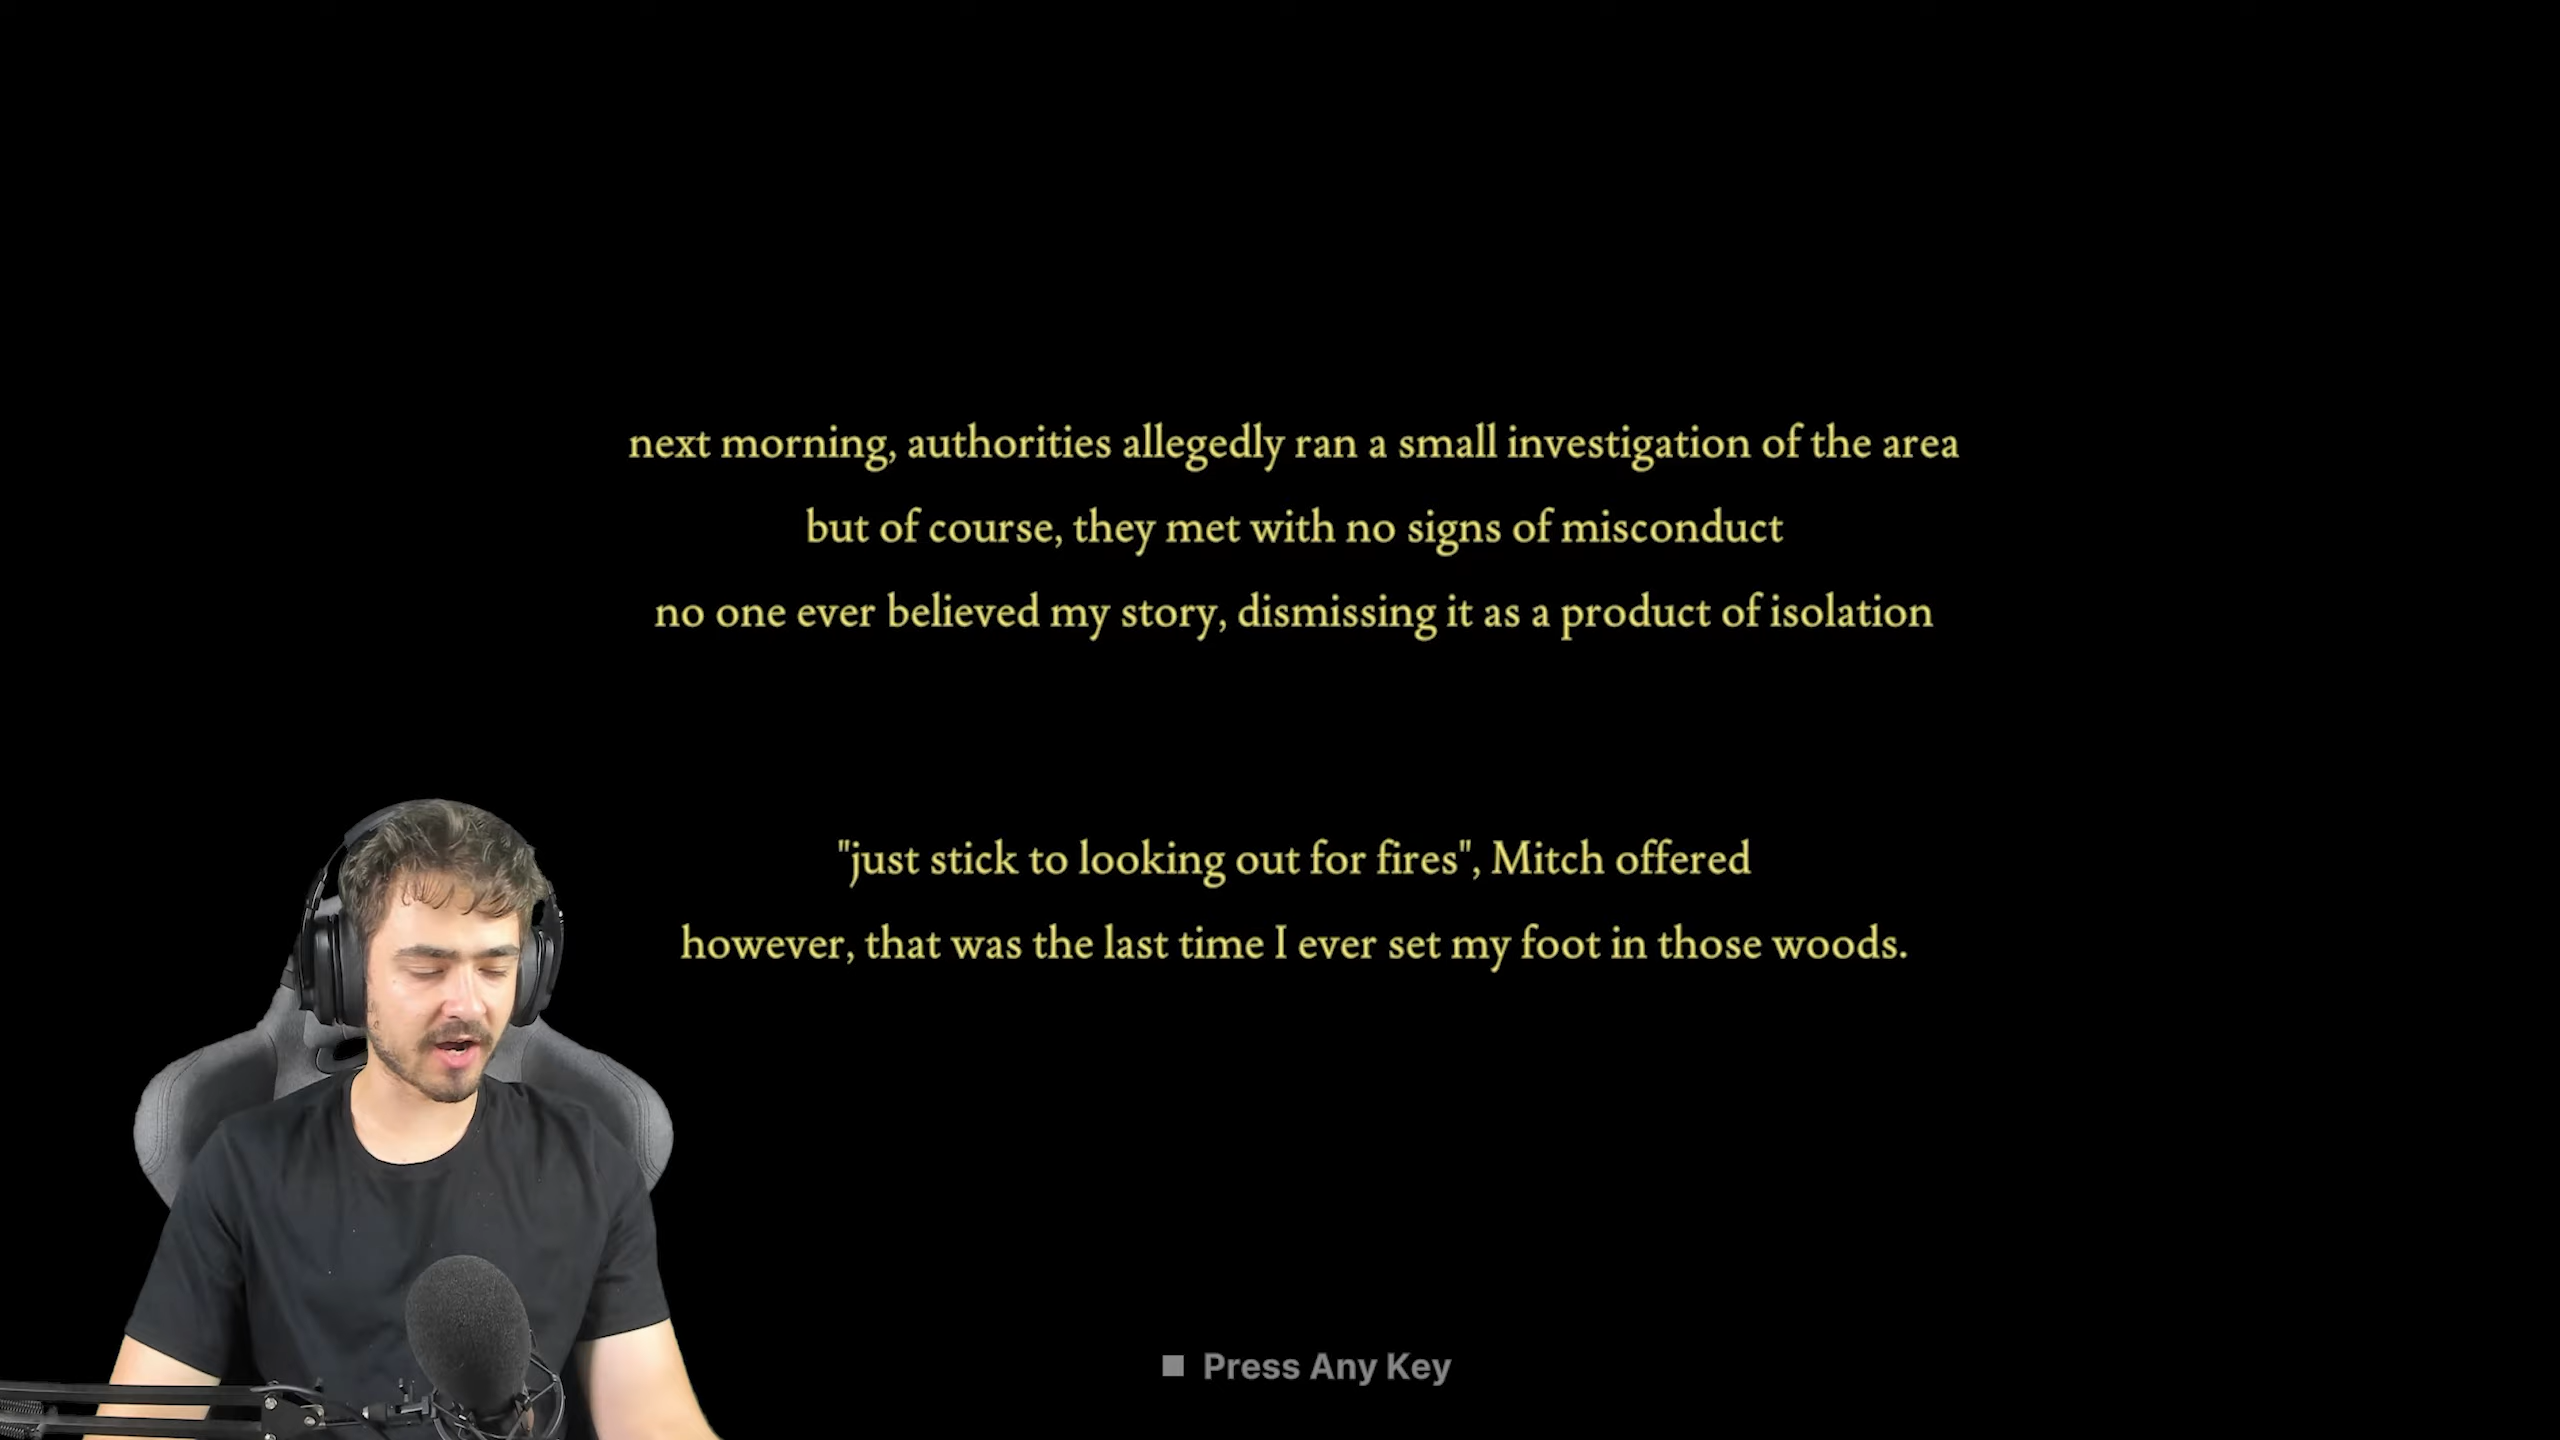 next morning, authorities allegedly ran a small investigation of the area
but of course, they met with no signs of misconduct
no one ever believed my story, dismissing it as a product of isolation
"just stick to looking out for fires", Mitch offered
however, that was the last time I ever set my foot in those woods.
Press Any Key